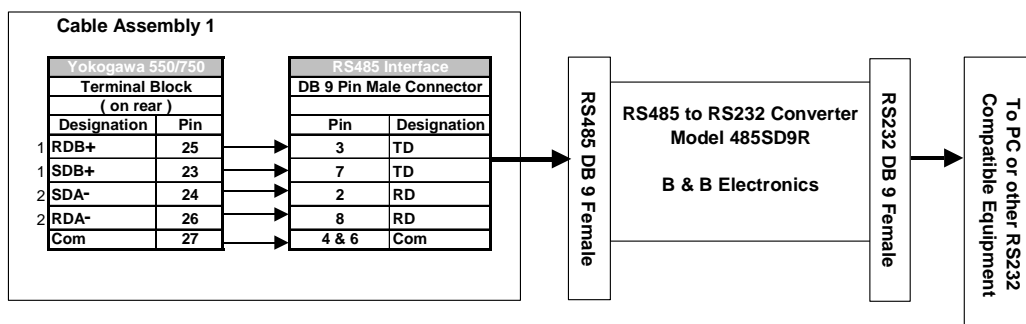 Cable Assembly 1
Yokogawa 550/750
Terminal Block
( on rear )
Designation Pin
1 RDB+ 25
1 SDB+ 23
2 SDA- 24
2 RDA- 26
Com 27
RS485 Interface
DB 9 Pin Male Connector
Pin Designation
3 TD
7 TD
2 RD
8 RD
4 & 6 Com
RS485 DB 9 Female
RS485 to RS232 Converter
Model 485SD9R
B & B Electronics
RS232 DB 9 Female
To PC or other RS232
Compatible Equipment